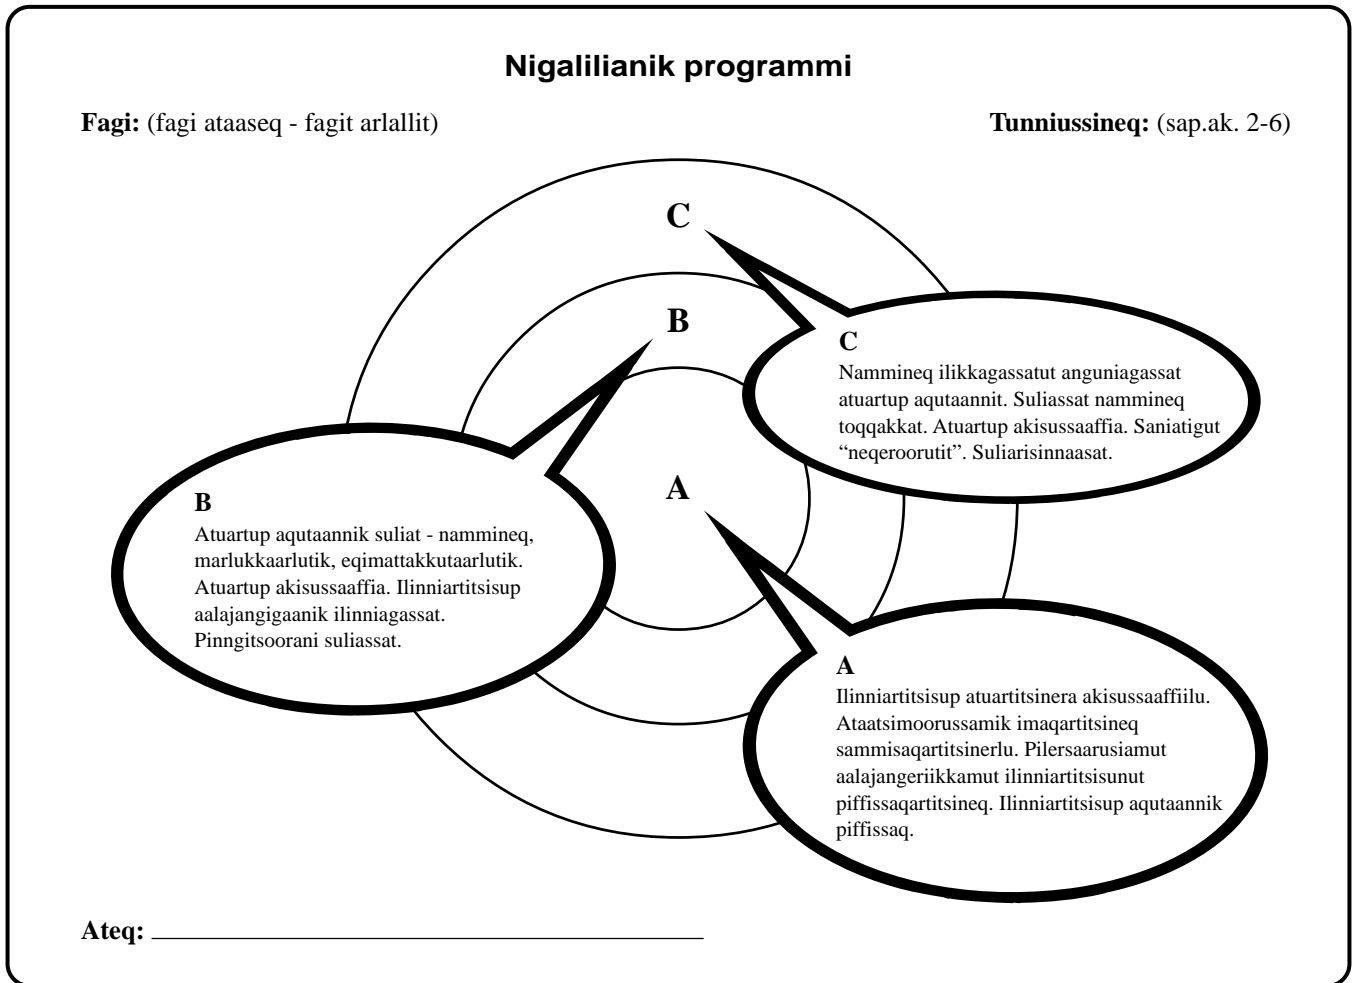 Nigalilianik programmi
Fagi: (fagi ataaseq - fagit arlallit)
Tunniussineq: (sap.ak. 2-6)
C
B
A
C
Nammineq ilikkagassatut anguniagassat
atuartup aqutaannit. Suliassat nammineq
toqqakkat. Atuartup akisussaaffia. Saniatigut
“neqeroorutit”. Suliarisinnaasat.
B
Atuartup aqutaannik suliat - nammineq,
marlukkaarlutik, eqimattakkutaarlutik.
Atuartup akisussaaffia. Ilinniartitsisup
aalajangigaanik ilinniagassat.
Pinngitsoorani suliassat.
A
Ilinniartitsisup atuartitsinera akisussaaffiilu.
Ataatsimoorussamik imaqartitsineq
sammisaqartitsinerlu. Pilersaarusiamut
aalajangeriikkamut ilinniartitsisunut
piffissaqartitsineq. Ilinniartitsisup aqutaannik
piffissaq.
Ateq: